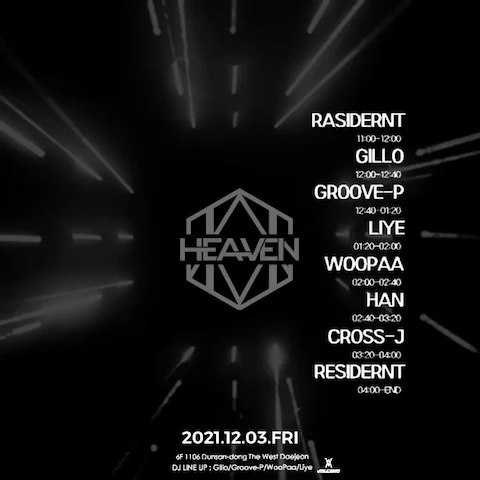 RASIDERNT
11:00-12:00
GILLO
12:00-12:40
GROOVE-P
12:40-01:20
LIYE
01:20-02:00
WOOPAA
02:00-02:40
HAN
02:40-03:20
CROSS-J
03:20-04:00
RESIDERNT
04:00-END
HEAVEN
2021.12.03.FRI
6F 1106 Dunsan-dong The West Daejeon
DJ LINE UP : Gillo/Groove-P/WooPaa/Liye